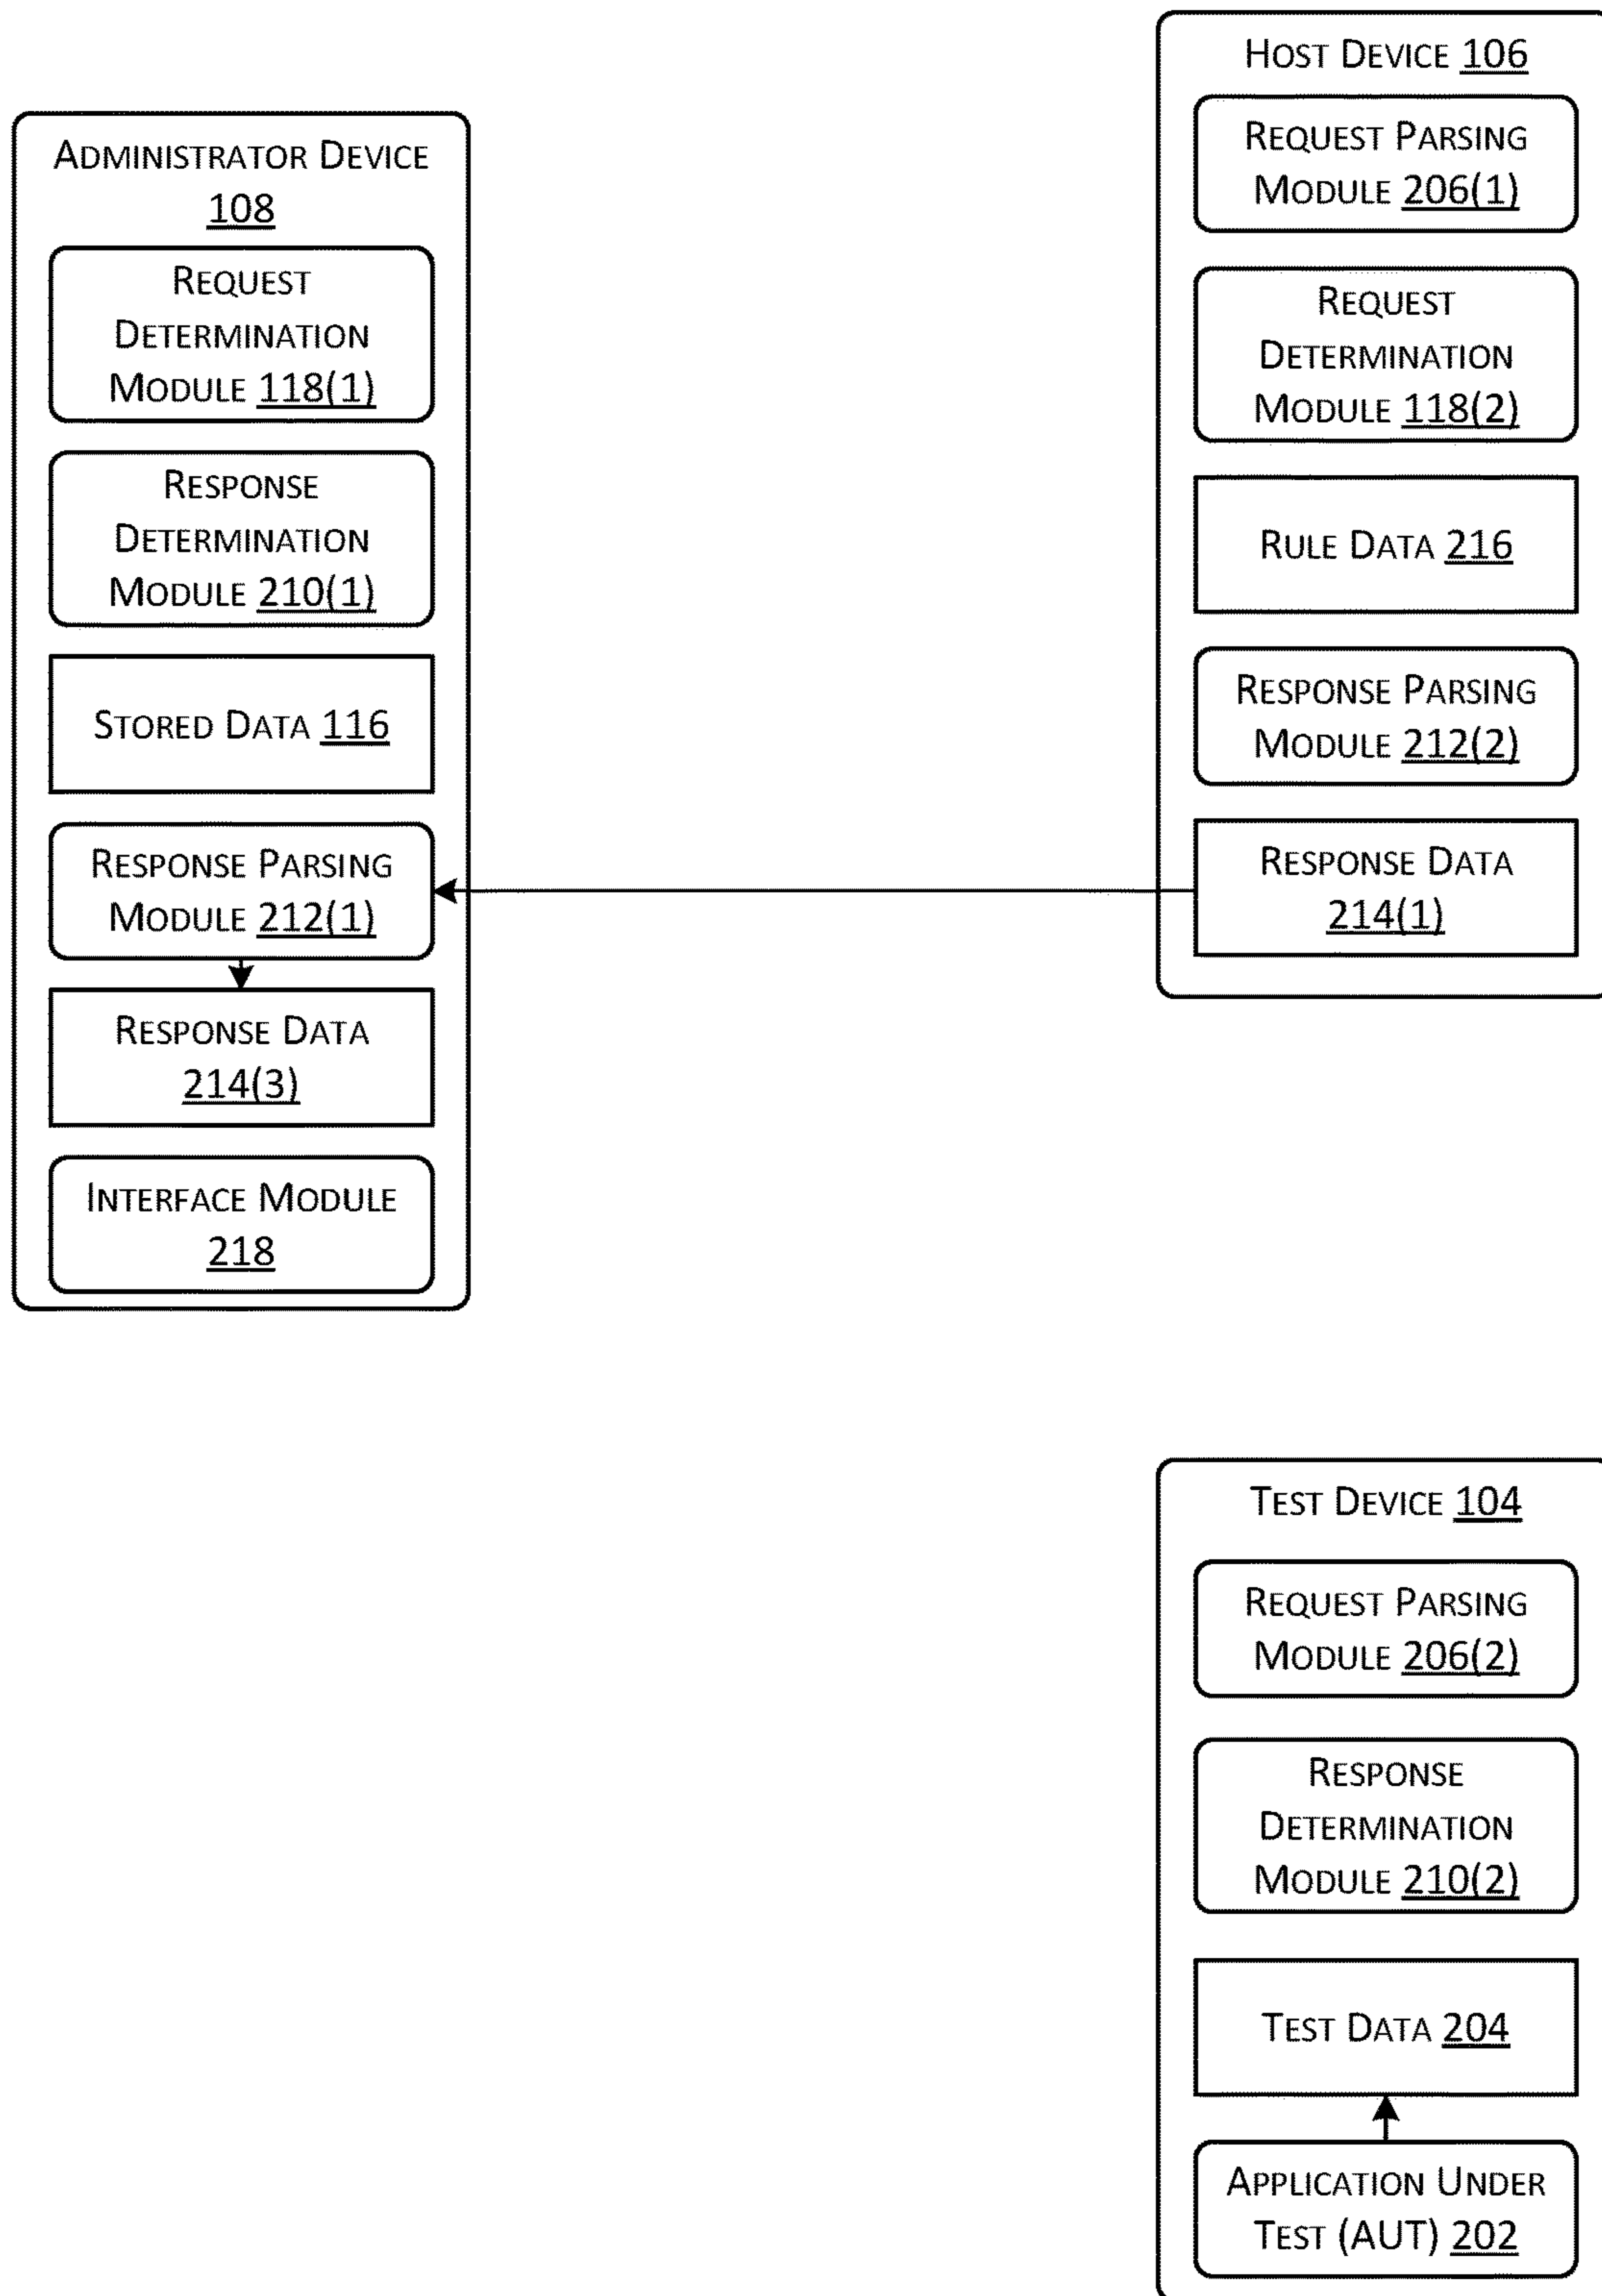 ADMINISTRATOR DEVICE
108
REQUEST
DETERMINATION
MODULE 118(1)
RESPONSE
DETERMINATION
MODULE 210(1)
STORED DATA 116
RESPONSE PARSING
MODULE 212(1)
RESPONSE DATA
214(3)
INTERFACE MODULE
218
HOST DEVICE 106
REQUEST PARSING
MODULE 206(1)
REQUEST
DETERMINATION
MODULE 118(2)
RULE DATA 216
RESPONSE PARSING
MODULE 212(2)
RESPONSE DATA
214(1)
TEST DEVICE 104
REQUEST PARSING
MODULE 206(2)
RESPONSE
DETERMINATION
MODULE 210(2)
TEST DATA 204
APPLICATION UNDER
TEST (AUT) 202